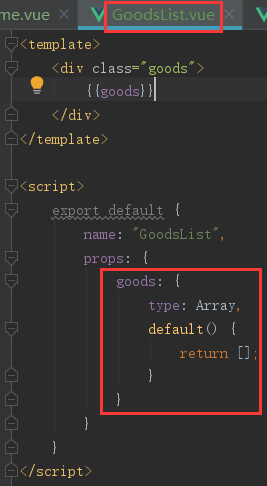 me.vue GoodsList.vue
<template>
<div class="goods">
{{goods}}
</div>
</template>
<script>
export default {
name: "GoodsList",
props: {
goods: {
type: Array,
default() {
return [];
}
}
}
}
</script>